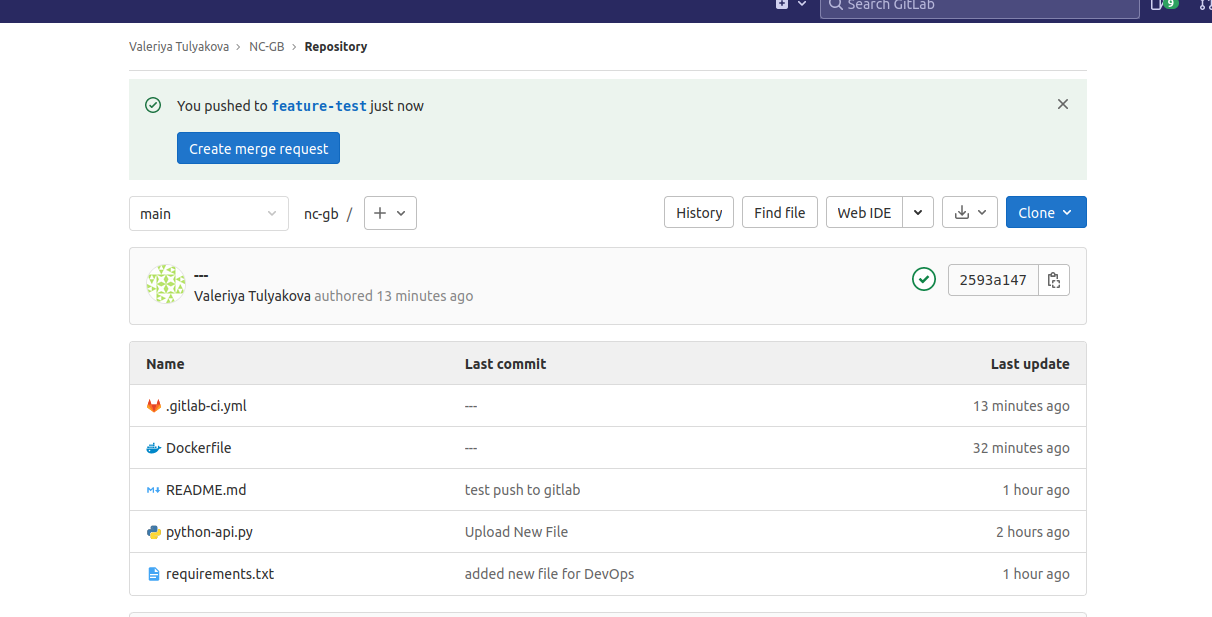 Search GitLab
9
Valeriya Tulyakova › NC-GB › Repository
You pushed to feature-test just now
Create merge request
main
nc-gb /
History
Find file
Web IDE
Clone
---
Valeriya Tulyakova authored 13 minutes ago
2593a147
Name Last commit Last update
.gitlab-ci.yml --- 13 minutes ago
Dockerfile --- 32 minutes ago
README.md test push to gitlab 1 hour ago
python-api.py Upload New File 2 hours ago
requirements.txt added new file for DevOps 1 hour ago